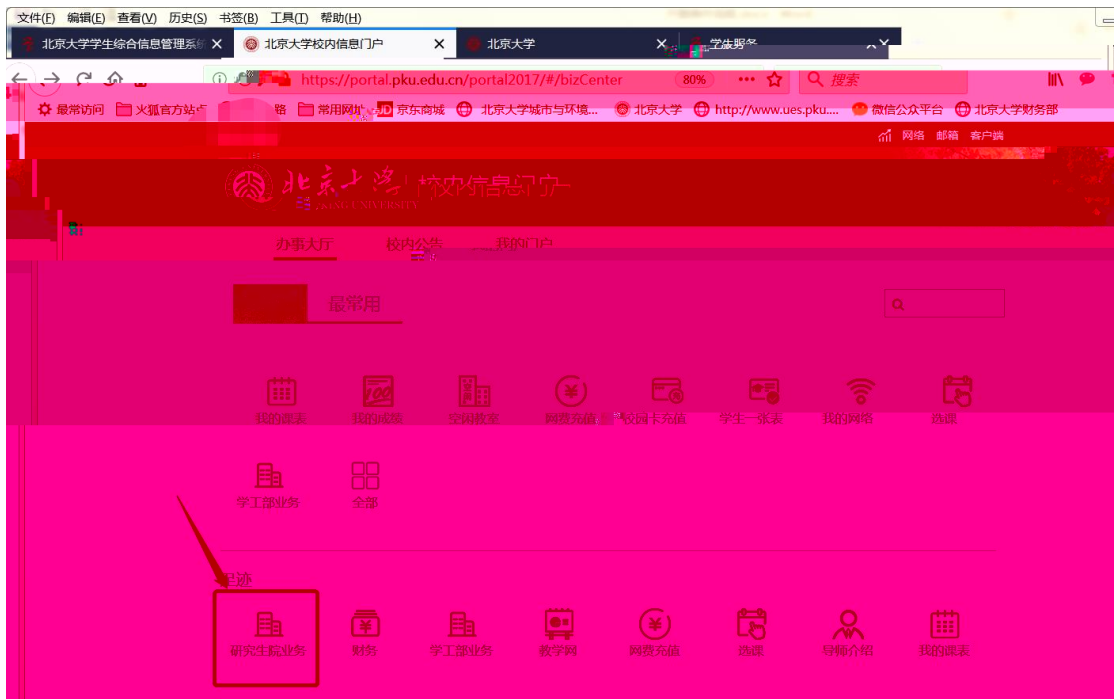 文件(F) 编辑(E) 查看(V) 历史(S) 书签(B) 工具(T) 帮助(H)
北京大学学生综合信息管理系统 北京大学校内信息门户 北京大学 学生服务
https://portal.pku.edu.cn/portal2017/#/bizCenter 80% 搜索
最常访问 火狐官方站点 常用网址 京东商城 北京大学城市与环境... 北京大学 http://www.ues.pku.... 微信公众平台 北京大学财务部
网络 邮箱 客户端
北京大学 校内信息门户
办事大厅 校内公告 我的门户
最常用
我的课表 我的成绩 空闲教室 网费充值 校园卡充值 学生一张表 我的网络 选课
学工部业务 全部
足迹
研究生院业务 财务 学工部业务 教学网 网费充值 选课 导师介绍 我的课表